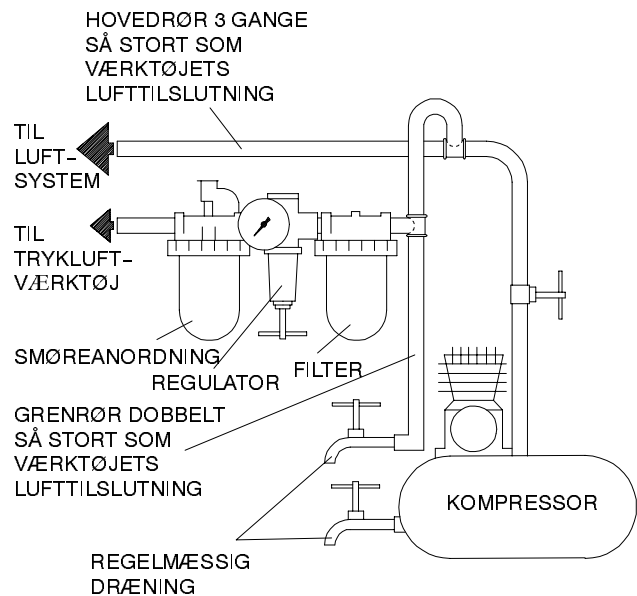 HOVEDRØR 3 GANGE
SÅ STORT SOM
VÆRKTØJETS
LUFTTILSLUTNING
TIL
LUFT–
SYSTEM
TIL
TRYKLUFT–
VÆRKTØJ
SMØREANORDNING
REGULATOR
FILTER
GRENRØR DOBBELT
SÅ STORT SOM
VÆRKTØJETS
LUFTTILSLUTNING
KOMPRESSOR
REGELMÆSSIG
DRÆNING